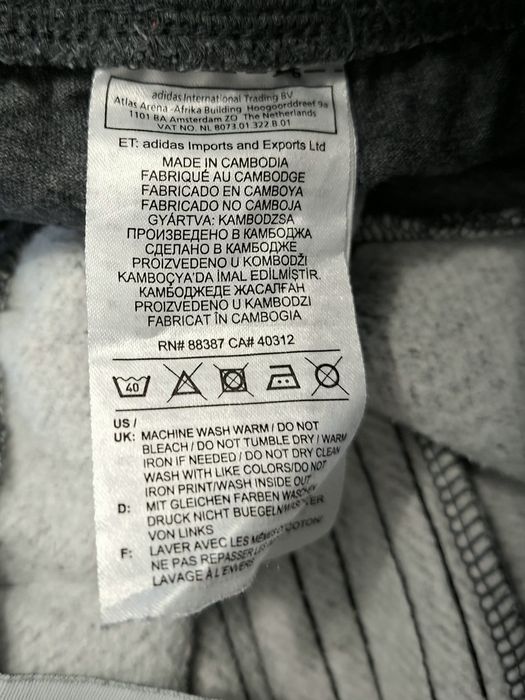 adidas International Trading BV
Atlas Arena -Afrika Building Hoogoorddreef 9a
1101 BA Amsterdam ZO The Netherlands
VAT NO. NL 8073.01.322.B.01
ET: adidas Imports and Exports Ltd
MADE IN CAMBODIA
FABRIQUÉ AU CAMBODGE
FABRICADO EN CAMBOYA
FABRICADO NO CAMBOJA
GYÁRTVA: KAMBODZSA
ПРОИЗВЕДЕНО В КАМБОДЖА
СДЕЛАНО В КАМБОДЖЕ
PROIZVEDENO U KOMBODŽI
KAMBOÇYA'DA İMAL EDİLMİŞTİR.
КАМБОДЖЕДЕ ЖАСАЛҒАН
PROIZVEDENO U KAMBODZI
FABRICAT ÎN CAMBOGIA
RN# 88387 CA# 40312
40
US /
UK: MACHINE WASH WARM / DO NOT
BLEACH / DO NOT TUMBLE DRY / WARM
IRON IF NEEDED / DO NOT DRY CLEAN
WASH WITH LIKE COLORS/DO NOT
IRON PRINT/WASH INSIDE OUT
D: MIT GLEICHEN FARBEN WASCHEN
DRUCK NICHT BUEGELN/
VON LINKS
F: LAVER AVEC LES
NE PAS REPASSER
LAVAGE À L'ENVERS